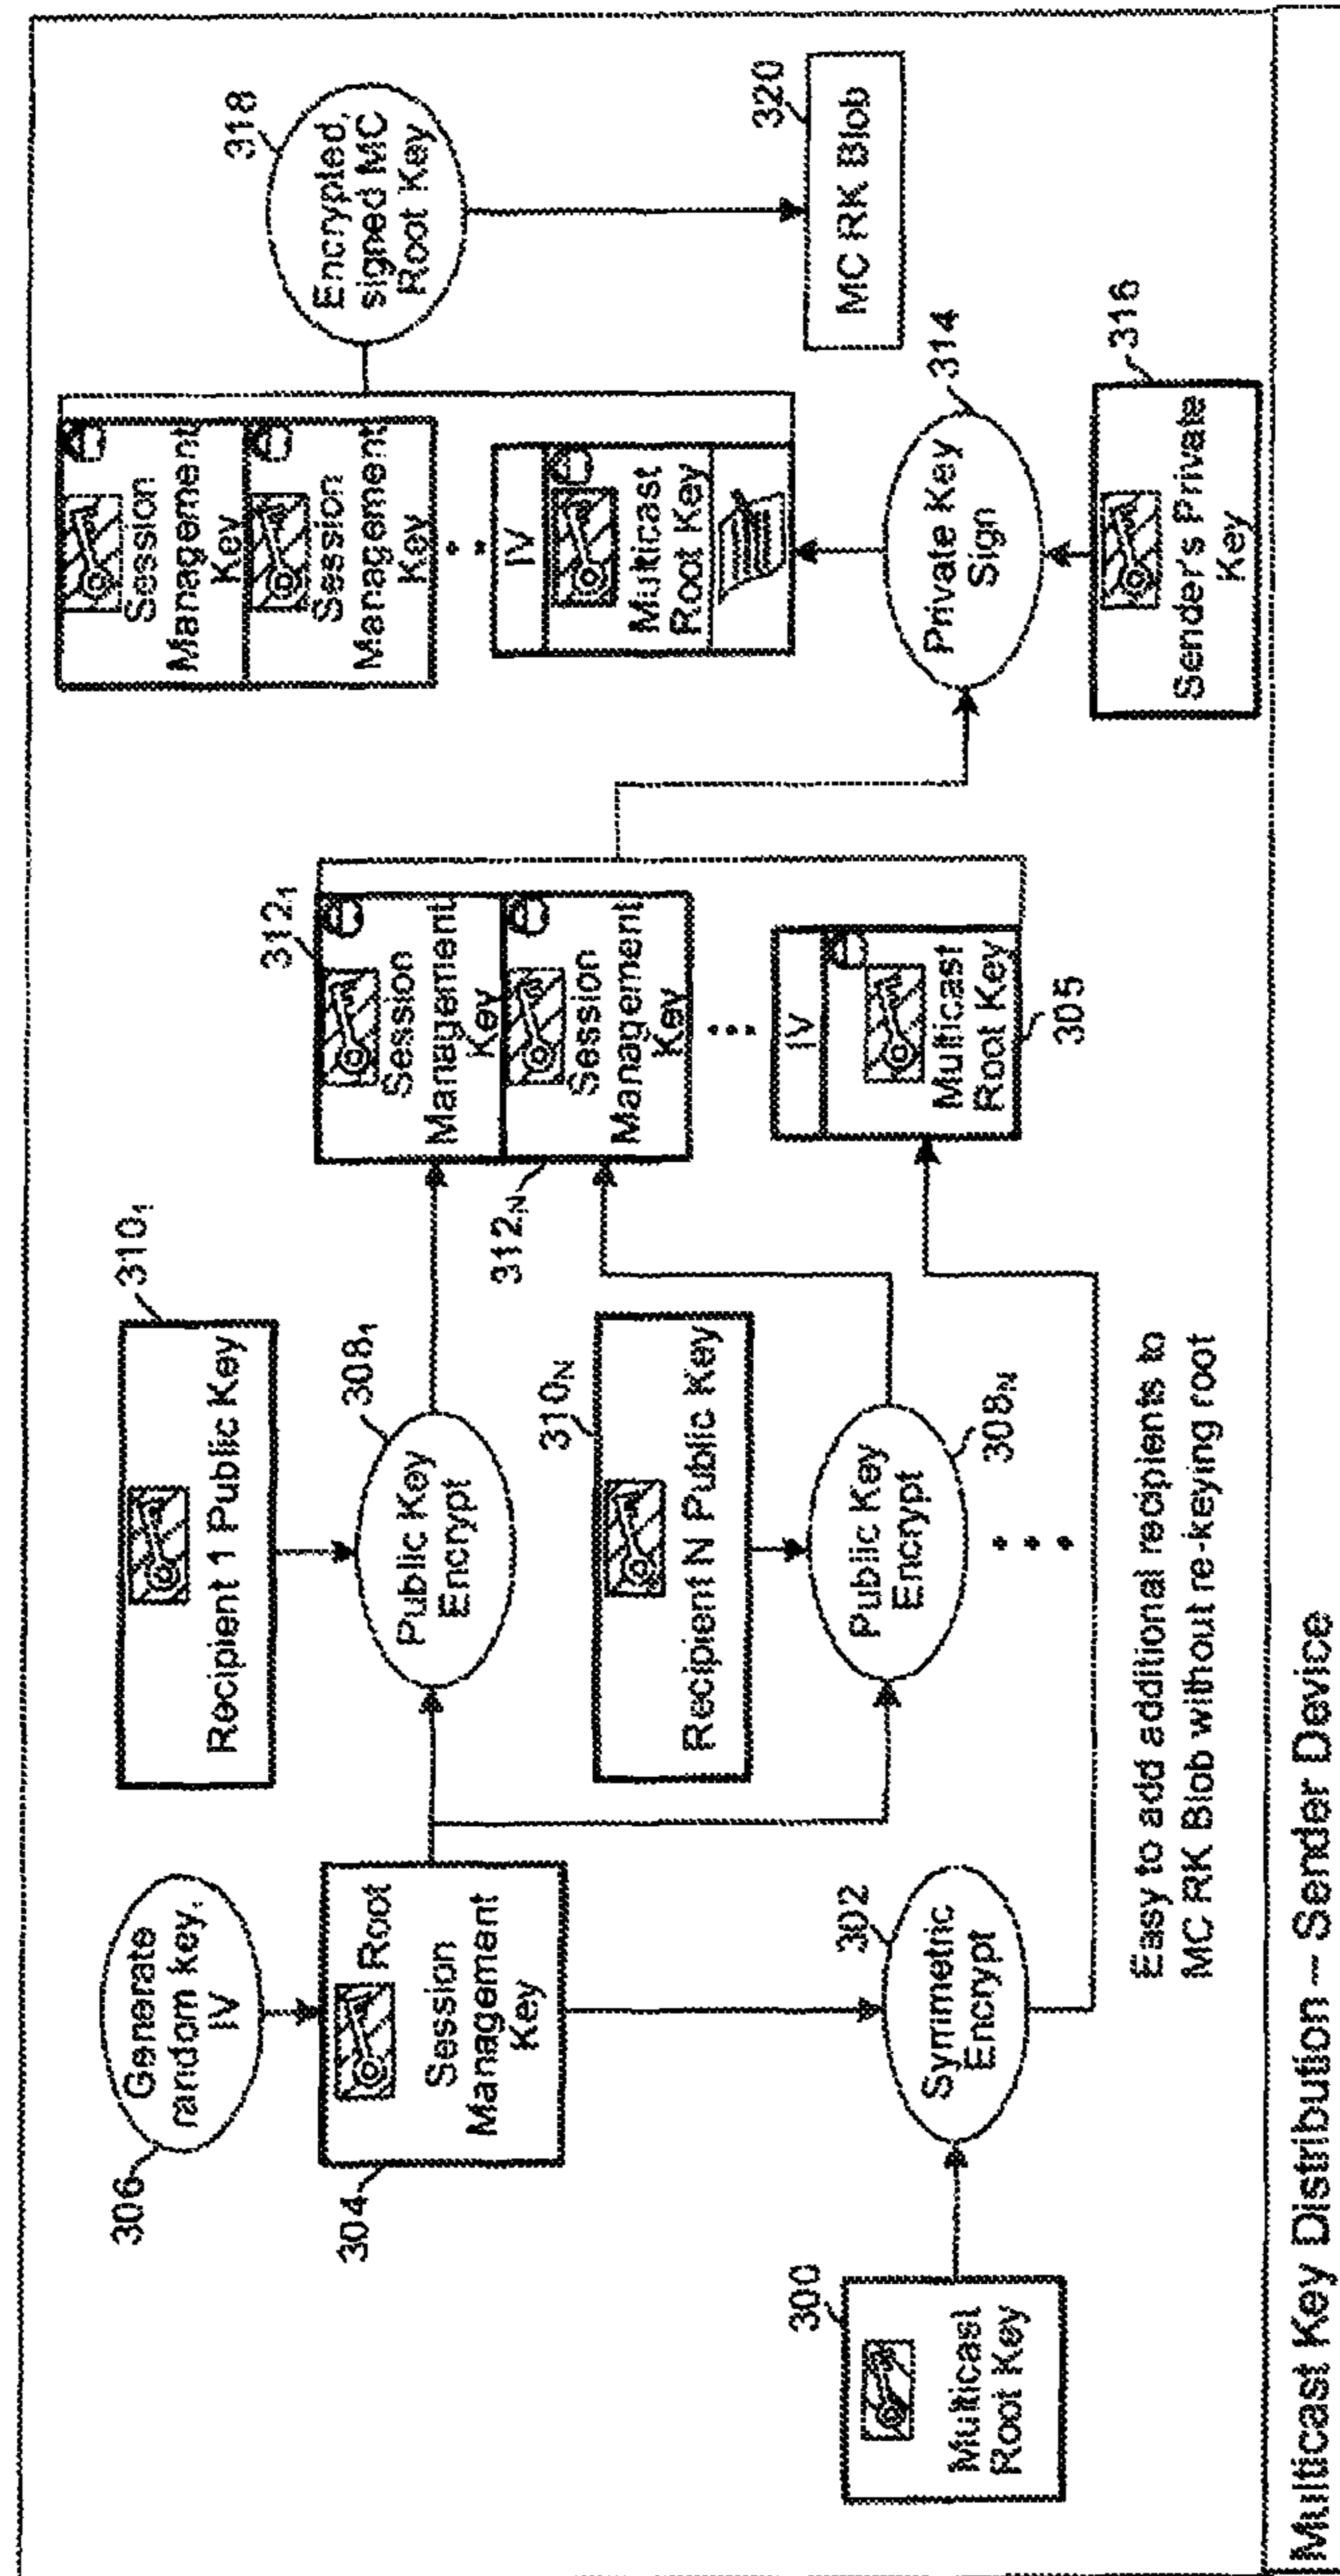 306
Generate
random key,
IV
304
Root
Session
Management
Key
300
Multicast
Root Key
302
Symmetric
Encrypt
310₁
Recipient 1 Public Key
308₁
Public Key
Encrypt
310N
Recipient N Public Key
308N
Public Key
Encrypt
Easy to add additional recipients to
MC RK Blob without re-keying root
312₁
Session
Management
Key
312N
Session
Management
Key
IV
Multicast
Root Key
305
Session
Management
Key
Session
Management
Key
IV
Multicast
Root Key
314
Private Key
Sign
316
Sender's Private
Key
318
Encrypted,
signed MC
Root Key
320
MC RK Blob
Multicast Key Distribution -- Sender Device